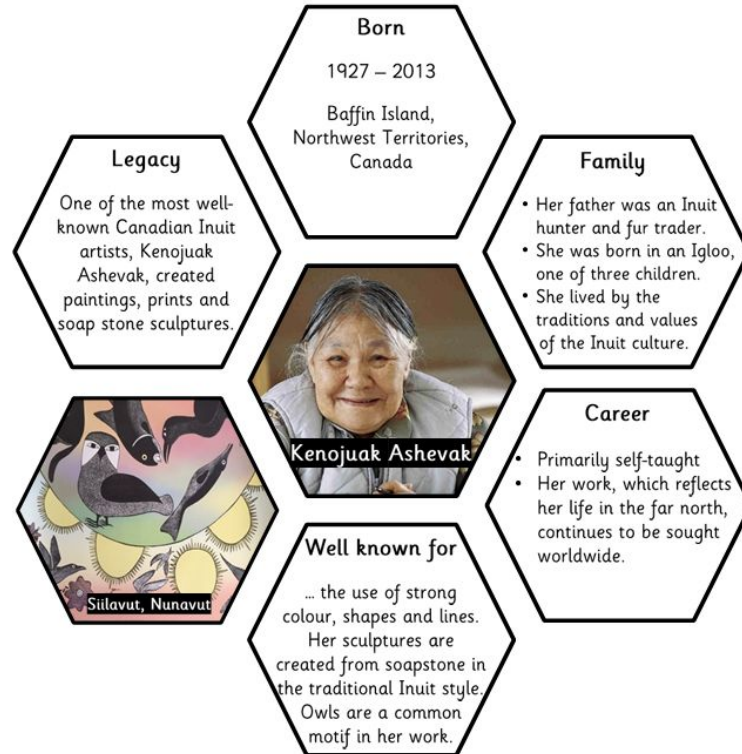 Born
1927 – 2013
Baffin Island,
Northwest Territories,
Canada
Legacy
One of the most well-
known Canadian Inuit
artists, Kenojuak
Ashevak, created
paintings, prints and
soap stone sculptures.
Family
• Her father was an Inuit
hunter and fur trader.
• She was born in an Igloo,
one of three children.
• She lived by the
traditions and values
of the Inuit culture.
Kenojuak Ashevak
Career
• Primarily self-taught
• Her work, which reflects
her life in the far north,
continues to be sought
worldwide.
Siilavut, Nunavut
Well known for
... the use of strong
colour, shapes and lines.
Her sculptures are
created from soapstone in
the traditional Inuit style.
Owls are a common
motif in her work.